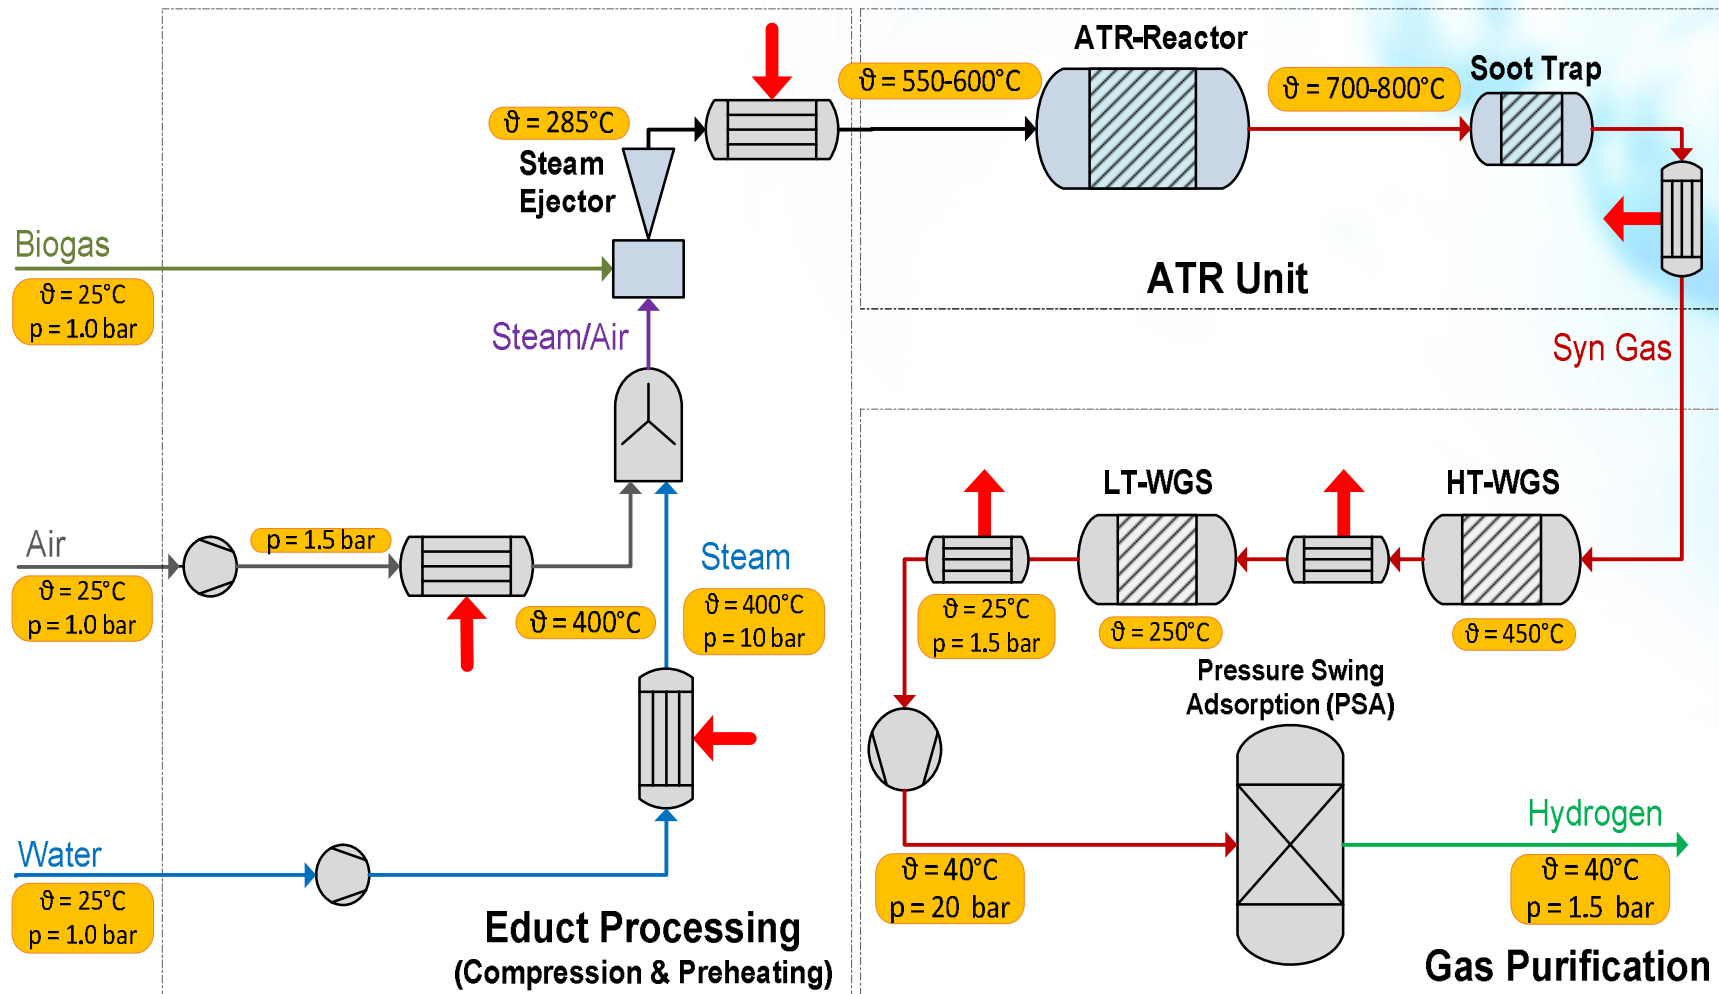 ATR-Reactor
Soot Trap
ϑ = 550-600°C
ϑ = 700-800°C
ϑ = 285°C
Steam
Ejector
Biogas
ϑ = 25°C
p = 1.0 bar
ATR Unit
Steam/Air
Syn Gas
Air
p = 1.5 bar
ϑ = 25°C
p = 1.0 bar
ϑ = 400°C
Steam
ϑ = 400°C
p = 10 bar
LT-WGS
HT-WGS
ϑ = 25°C
p = 1.5 bar
ϑ = 250°C
ϑ = 450°C
Pressure Swing
Adsorption (PSA)
Water
ϑ = 25°C
p = 1.0 bar
Educt Processing
(Compression & Preheating)
ϑ = 40°C
p = 20 bar
Hydrogen
ϑ = 40°C
p = 1.5 bar
Gas Purification